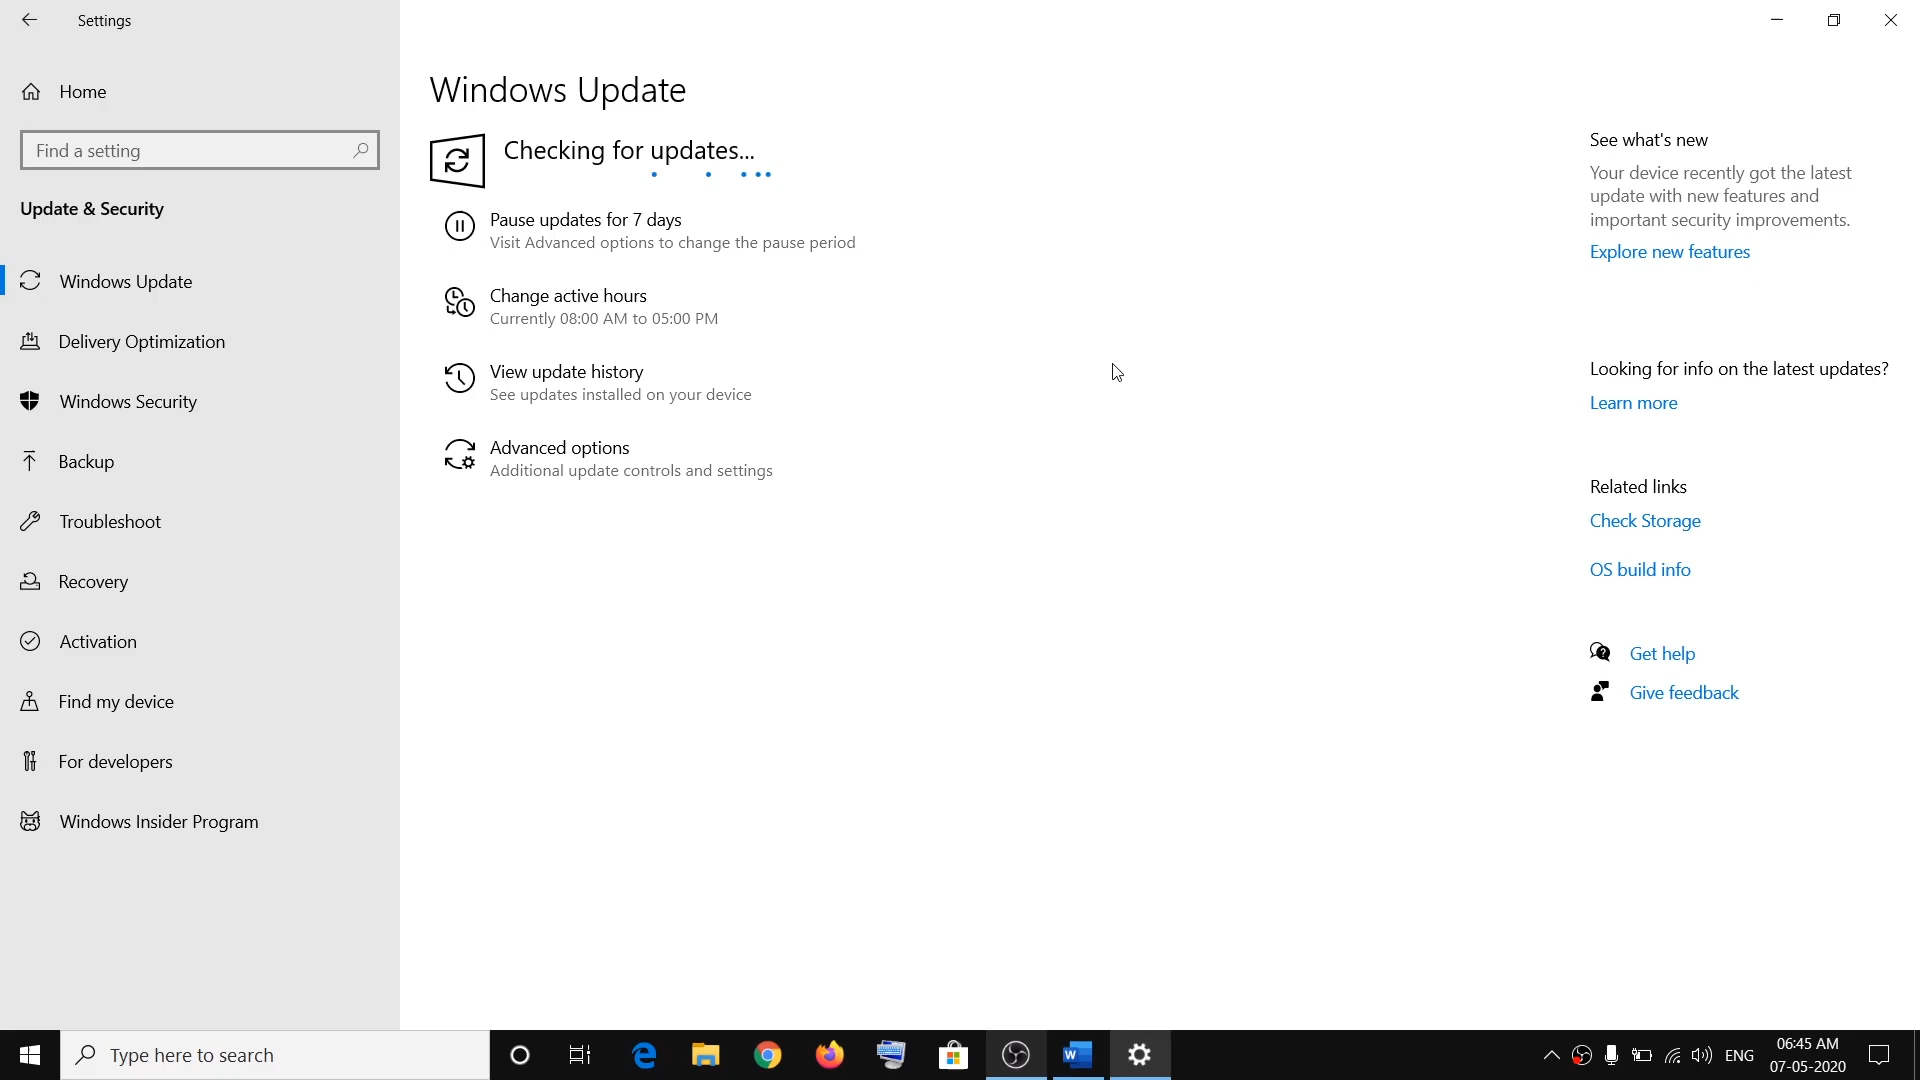 Settings
Home
Find a setting
Update & Security
Windows Update
Delivery Optimization
Windows Security
Backup
Troubleshoot
Recovery
Activation
Find my device
For developers
Windows Insider Program
Windows Update
Checking for updates...
Pause updates for 7 days
Visit Advanced options to change the pause period
Change active hours
Currently 08:00 AM to 05:00 PM
View update history
See updates installed on your device
Advanced options
Additional update controls and settings
See what's new
Your device recently got the latest
update with new features and
important security improvements.
Explore new features
Looking for info on the latest updates?
Learn more
Related links
Check Storage
OS build info
Get help
Give feedback
Type here to search
ENG
06:45 AM
07-05-2020